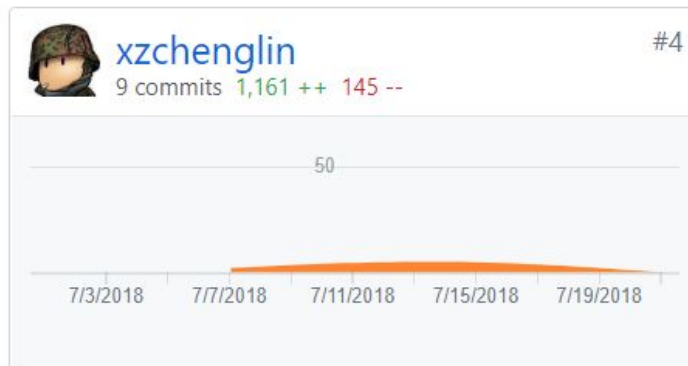 xzchenglin #4
9 commits 1,161 ++ 145 --
50
7/3/2018 7/7/2018 7/11/2018 7/15/2018 7/19/2018